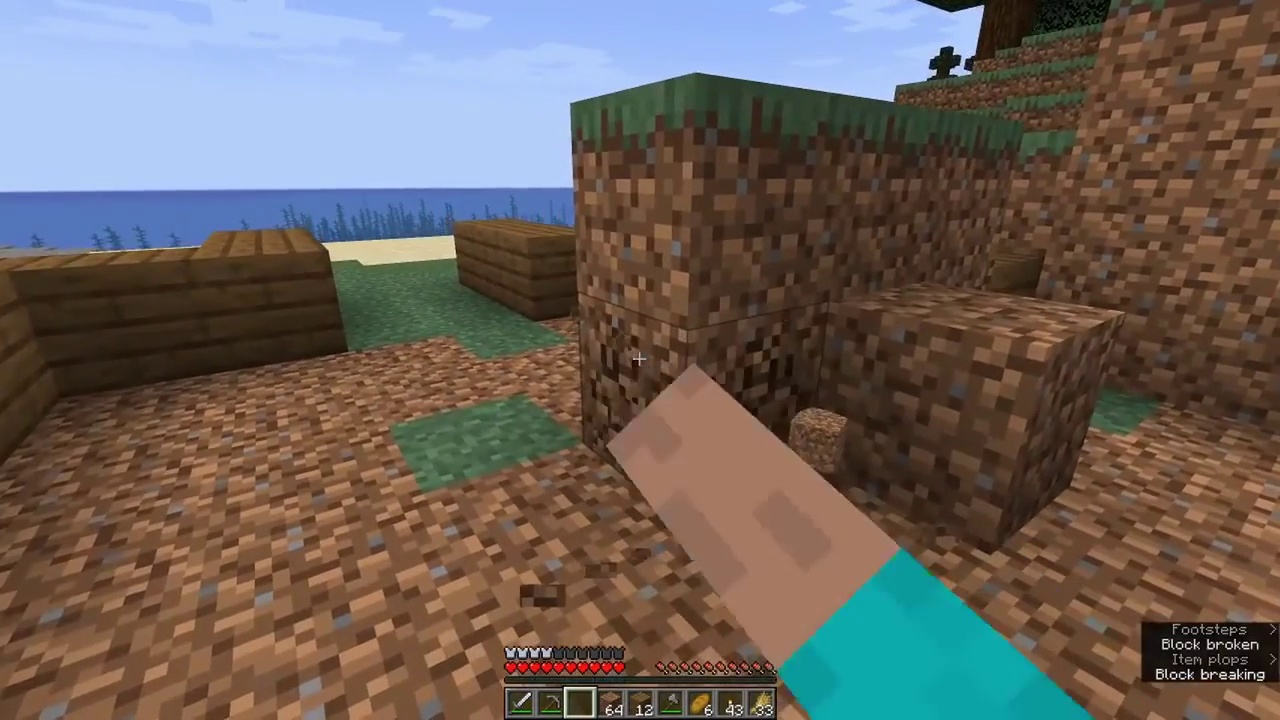 Footsteps >
Block broken
Item plops >
Block breaking
64 12 6 43 33